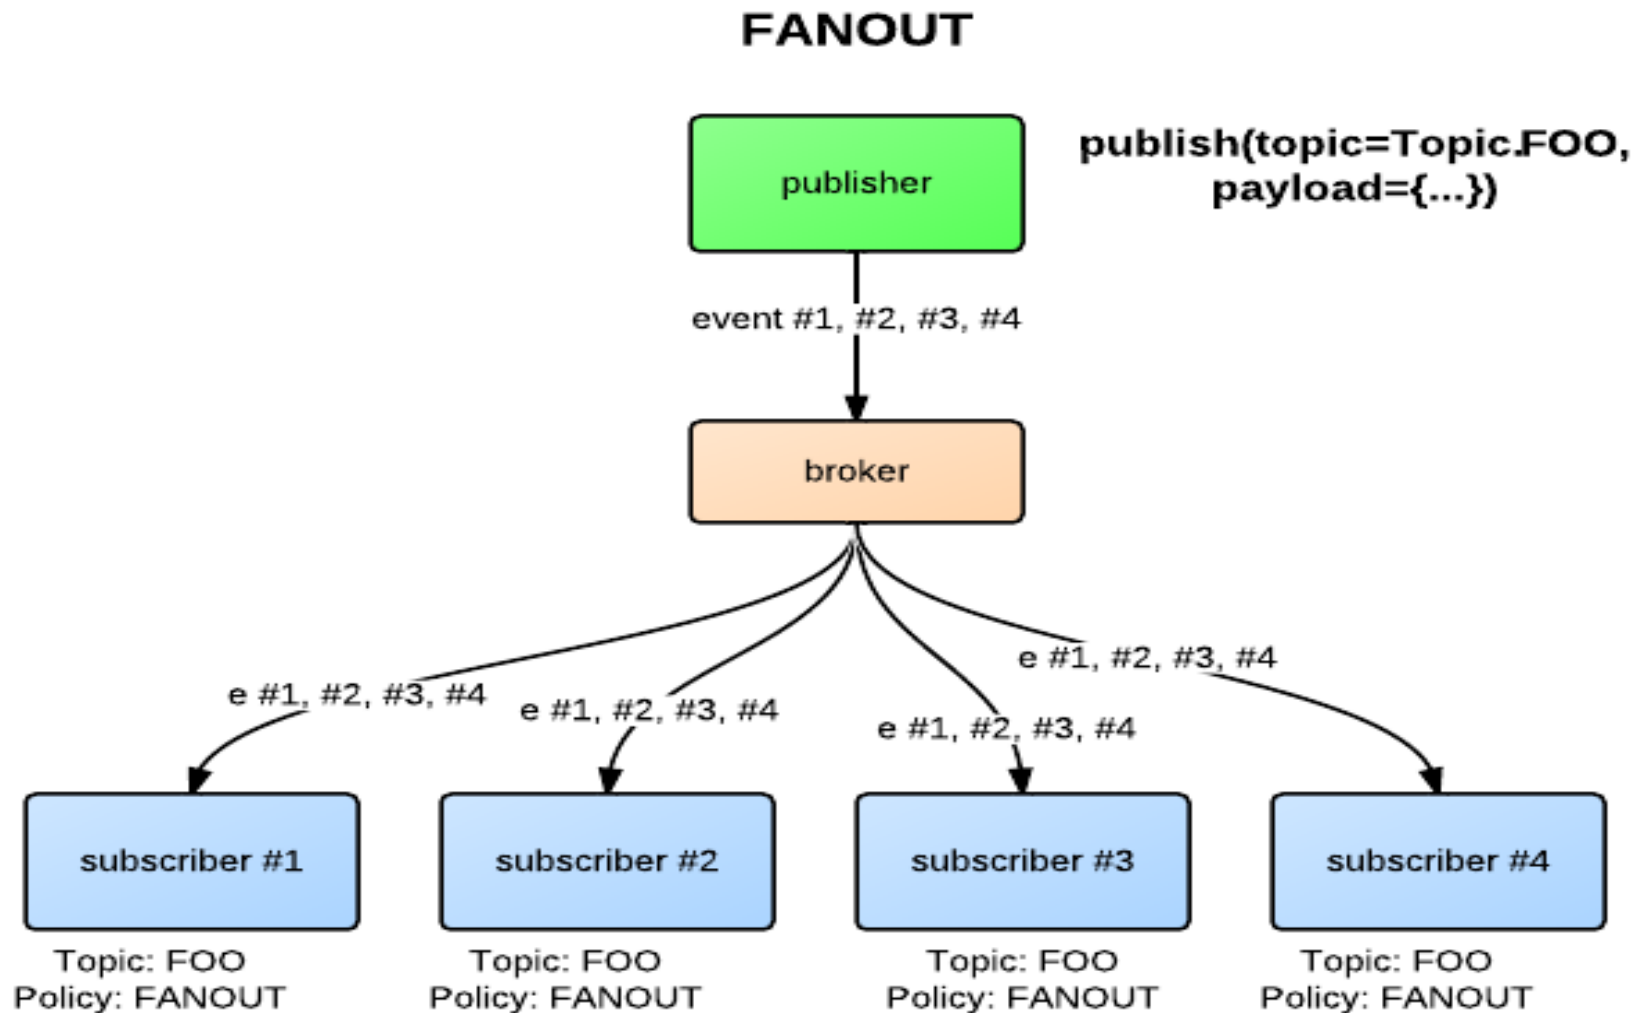 FANOUT
publisher
publish(topic=Topic.FOO,
payload={...})
event #1, #2, #3, #4
broker
e #1, #2, #3, #4
e #1, #2, #3, #4
e #1, #2, #3, #4
e #1, #2, #3, #4
subscriber #1
subscriber #2
subscriber #3
subscriber #4
Topic: FOO
Policy: FANOUT
Topic: FOO
Policy: FANOUT
Topic: FOO
Policy: FANOUT
Topic: FOO
Policy: FANOUT